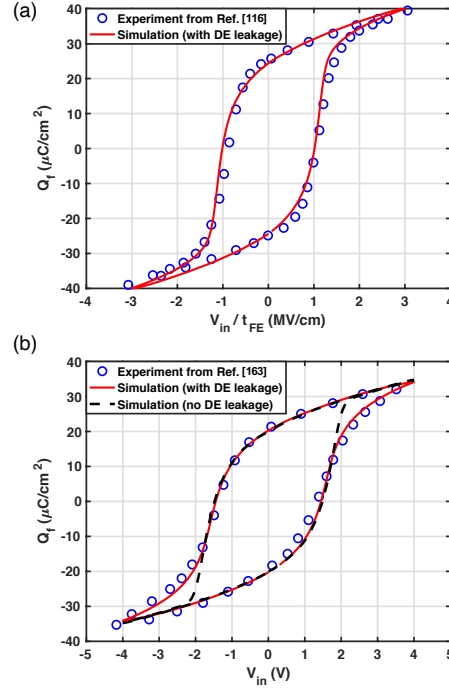 (a)
Experiment from Ref. [116]
Simulation (with DE leakage)
40
30
20
10
0
-10
-20
-30
-40
Q_f (μC/cm²)
-4 -3 -2 -1 0 1 2 3 4
V_in / t_FE (MV/cm)
(b)
Experiment from Ref. [163]
Simulation (with DE leakage)
Simulation (no DE leakage)
40
30
20
10
0
-10
-20
-30
-40
Q_f (μC/cm²)
-5 -4 -3 -2 -1 0 1 2 3 4 5
V_in (V)